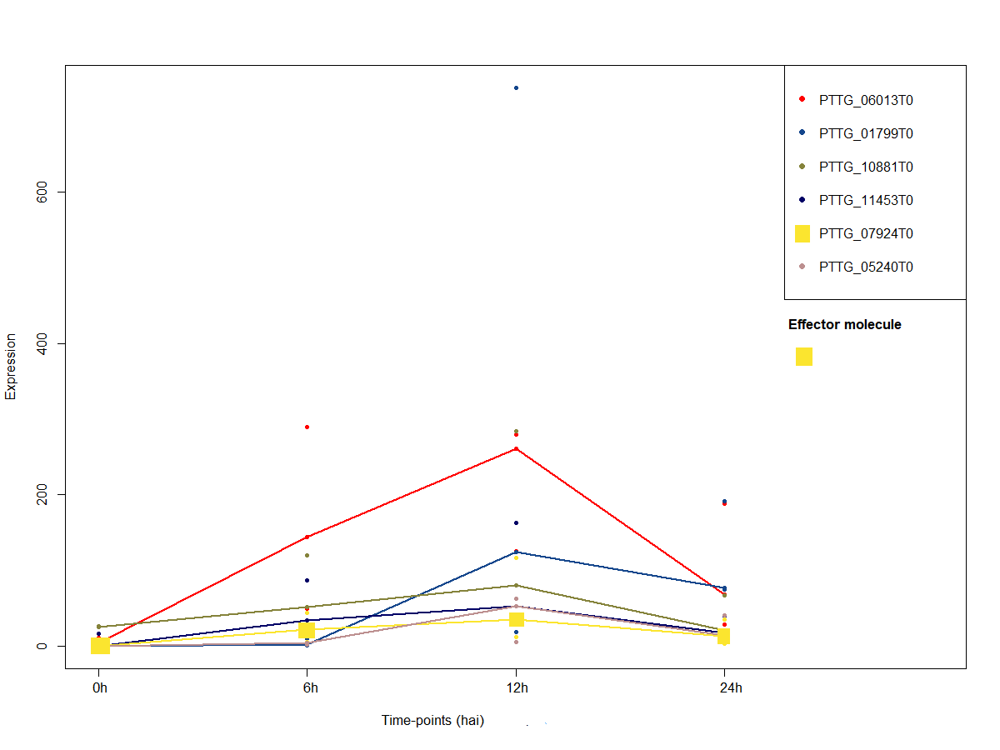 PTTG_06013T0
PTTG_01799T0
PTTG_10881T0
PTTG_11453T0
PTTG_07924T0
PTTG_05240T0
Effector molecule
Expression
600
400
200
0
0h
6h
12h
24h
Time-points (hai)